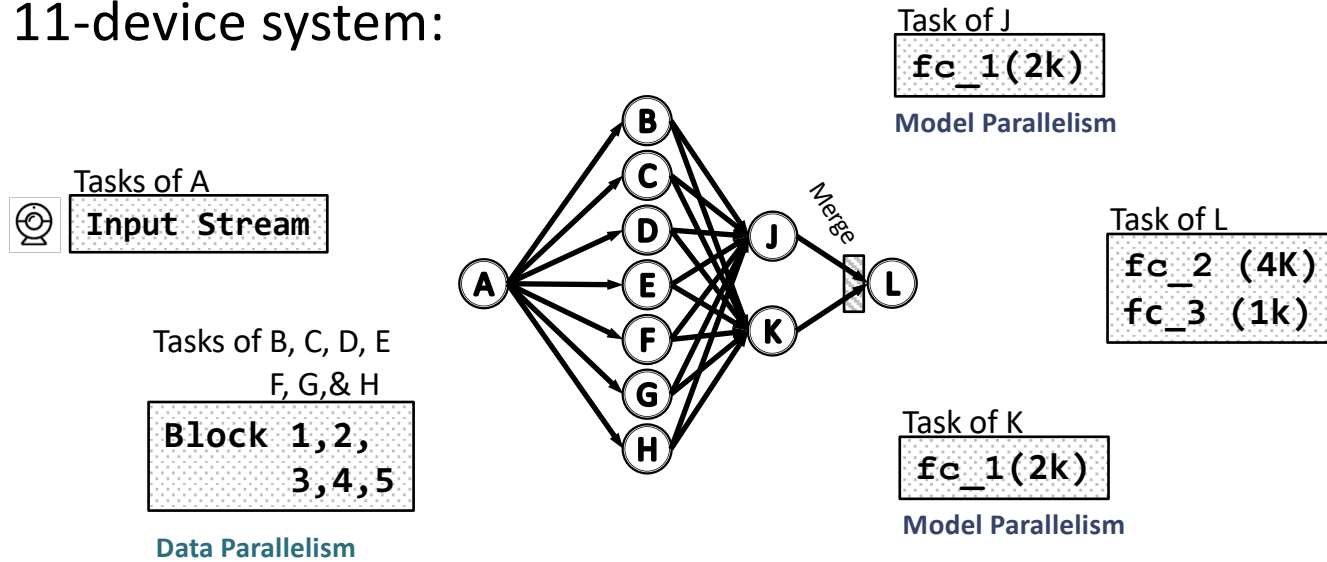 11-device system:
Task of J
fc_1(2k)
Model Parallelism
Tasks of A
Input Stream
Tasks of B, C, D, E
F, G,& H
Block 1,2,
3,4,5
Data Parallelism
A
B
C
D
E
F
G
H
J
K
Merge
L
Task of L
fc_2 (4K)
fc_3 (1k)
Task of K
fc_1(2k)
Model Parallelism